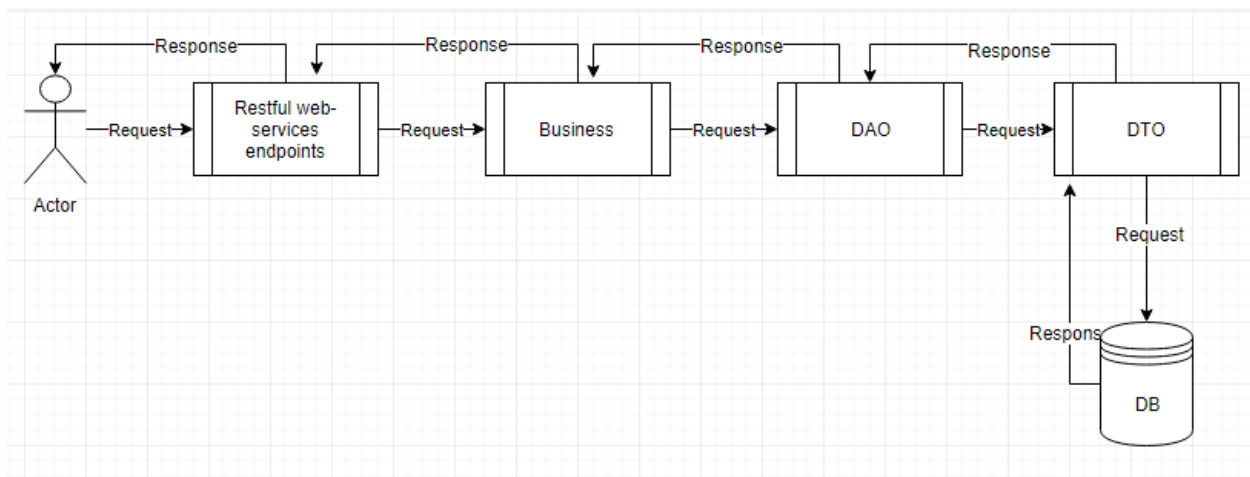 Response
Response
Response
Response
Restful web-
services
endpoints
Business
DAO
DTO
Request
Request
Request
Request
Actor
Request
Respons
DB